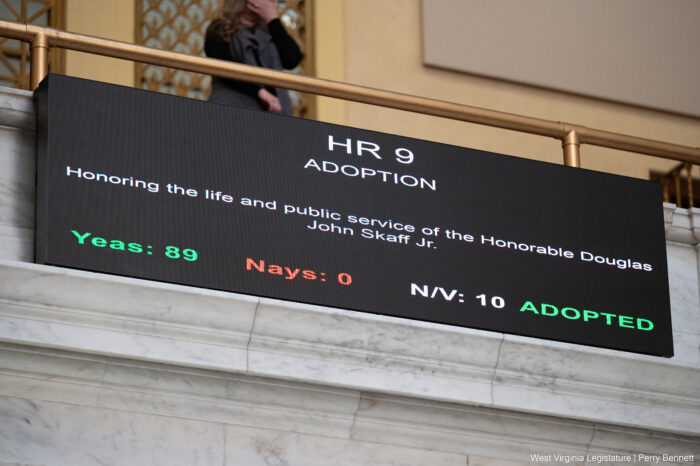 HR 9
ADOPTION
Honoring the life and public service of the Honorable Douglas
John Skaff Jr.
Yeas: 89 Nays: 0 N/V: 10 ADOPTED
West Virginia Legislature | Perry Bennett